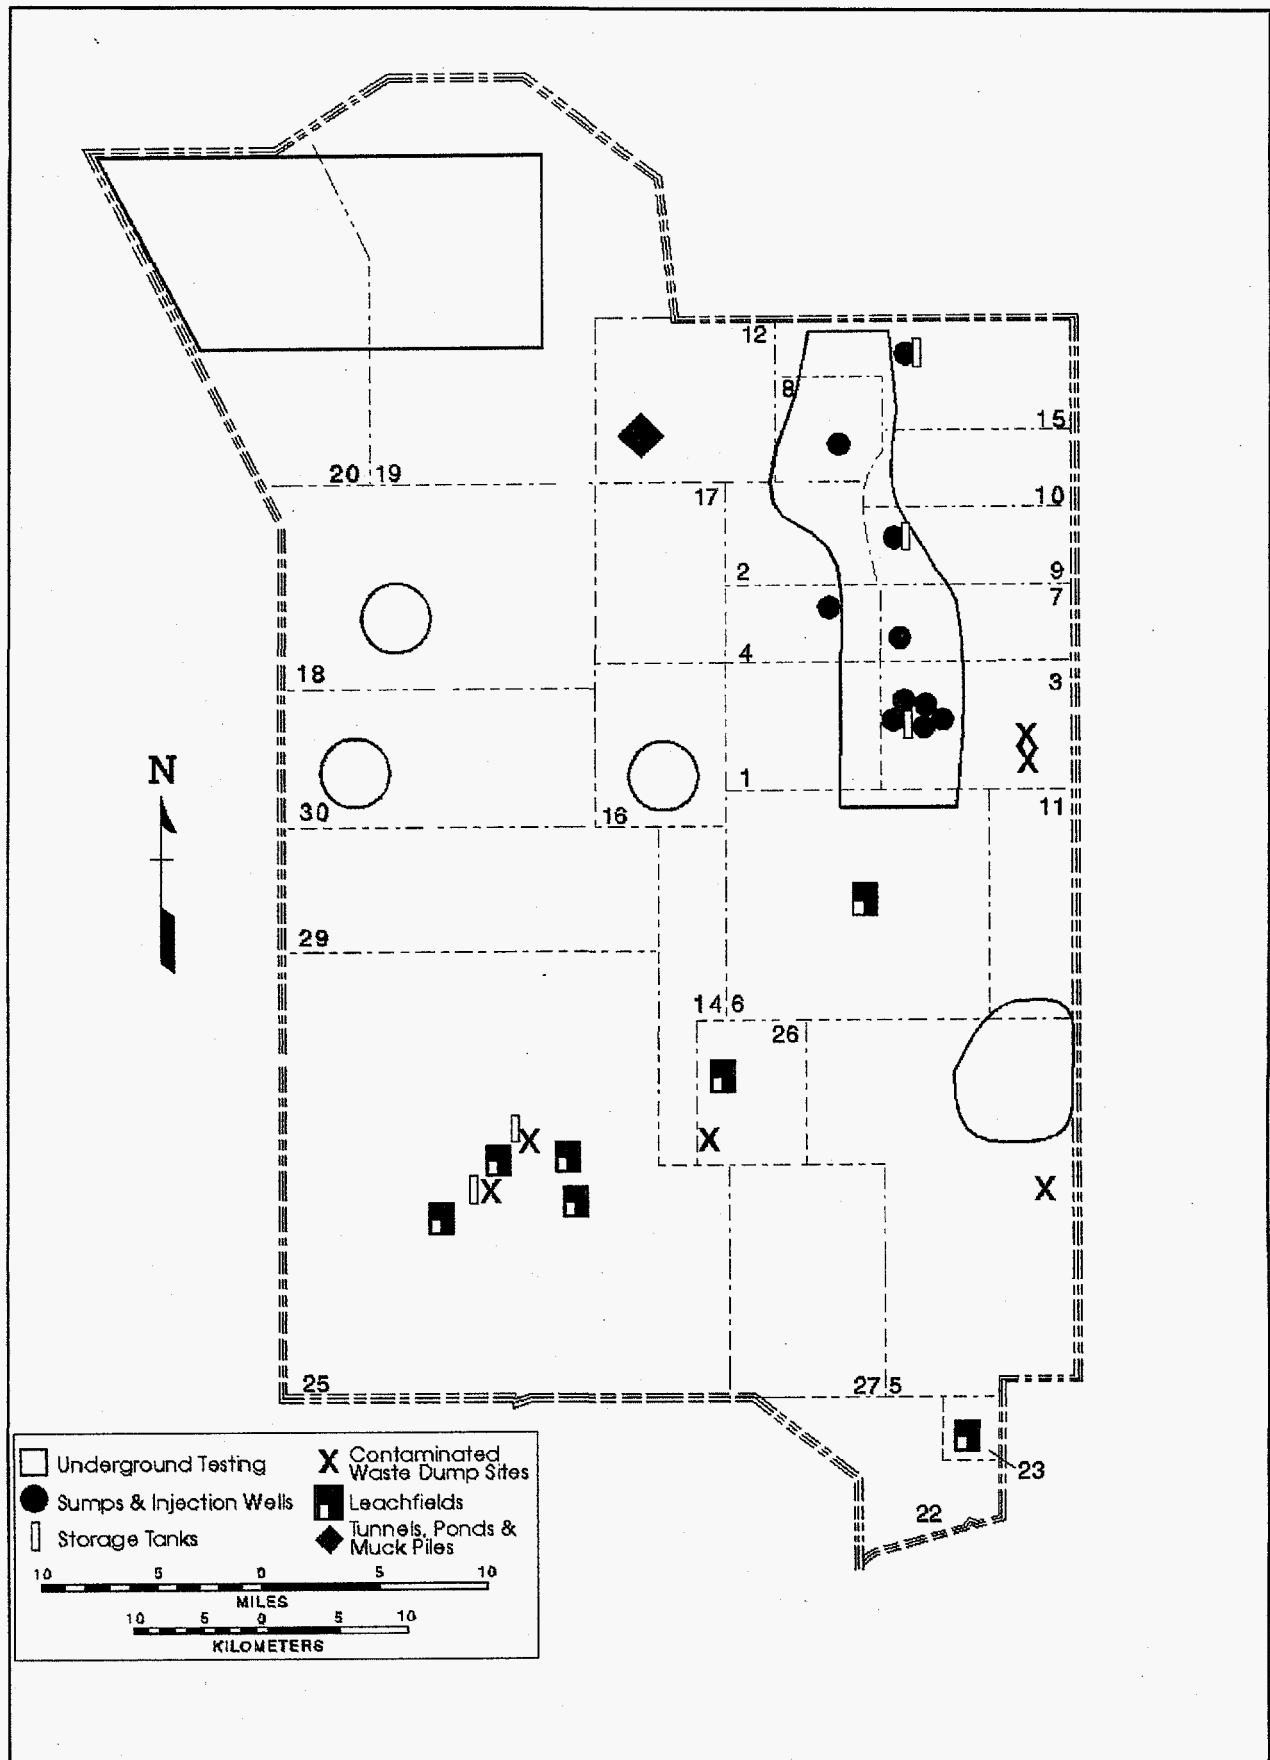 12
8
15
20 19
17
10
2
9
7
18
4
3
N
1
30
16
11
29
14 6
26
25
27 5
Underground Testing
X Contaminated
Waste Dump Sites
23
Sumps & Injection Wells
Leachfields
22
Storage Tanks
Tunnels, Ponds &
Muck Piles
10 5 0 5 10
MILES
10 5 0 5 10
KILOMETERS
X
X
X
X
X
X